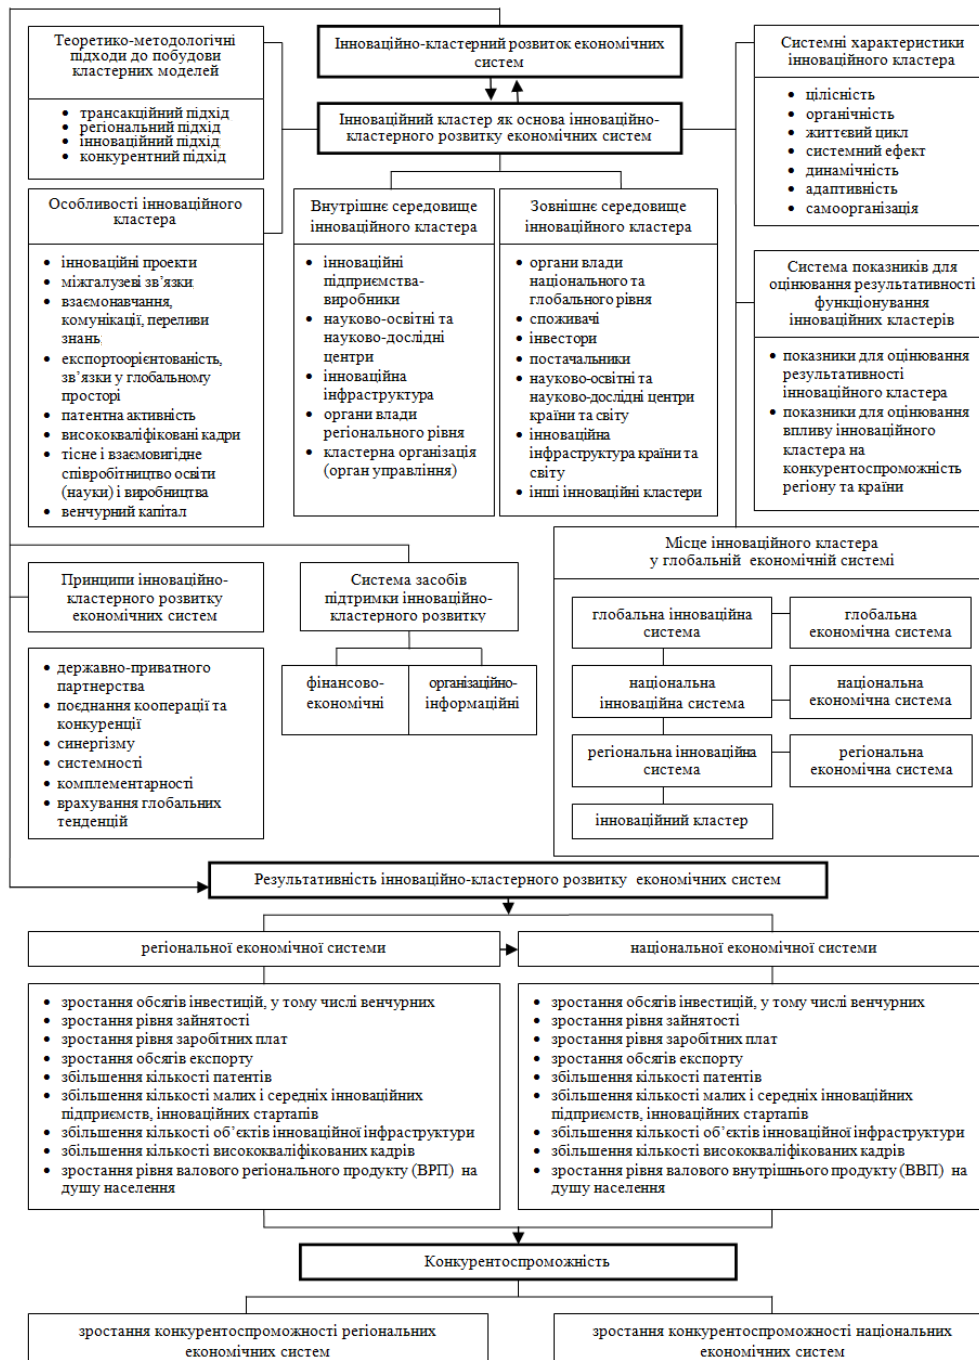 Теоретико-методологічні
підходи до побудови
кластерних моделей
• трансакційний підхід
• регіональний підхід
• інноваційний підхід
• конкурентний підхід
Інноваційно-кластерний розвиток економічних
систем
Інноваційний кластер як основа інноваційно-
кластерного розвитку економічних систем
Системні характеристики
інноваційного кластера
• цілісність
• органічність
• життєвий цикл
• системний ефект
• динамічність
• адаптивність
• самоорганізація
Особливості інноваційного
кластера
• інноваційні проекти
• міжгалузеві зв’язки
• взаємонавчання,
комунікації, переливи
знань
• експортоорієнтованість,
зв’язки у глобальному
просторі
• патентна активність
• висококваліфіковані кадри
• тісне і взаємовигідне
співробітництво освіти
(науки) і виробництва
• венчурний капітал
Внутрішнє середовище
інноваційного кластера
• інноваційні
підприємства-
виробники
• науково-освітні та
науково-дослідні
центри
• інноваційна
інфраструктура
• органи влади
регіонального рівня
• кластерна організація
(орган управління)
Зовнішнє середовище
інноваційного кластера
• органи влади
національного та
глобального рівня
• споживачі
• інвестори
• постачальники
• науково-освітні та
науково-дослідні центри
країни та світу
• інноваційна
інфраструктура країни та
світу
• інші інноваційні кластери
Система показників для
оцінювання результативності
функціонування
інноваційних кластерів
• показники для оцінювання
результативності
інноваційного кластера
• показники для оцінювання
впливу інноваційного
кластера на
конкурентоспроможність
регіону та країни
Принципи інноваційно-
кластерного розвитку
економічних систем
• державно-приватного
партнерства
• поєднання кооперації та
конкуренції
• синергізму
• системності
• комплементарності
• врахування глобальних
тенденцій
Система засобів
підтримки інноваційно-
кластерного розвитку
фінансово-
економічні
організаційно-
інформаційні
Місце інноваційного кластера
у глобальній економічній системі
глобальна інноваційна
система
глобальна
економічна система
національна
інноваційна система
національна
економічна система
регіональна інноваційна
система
регіональна
економічна система
інноваційний кластер
Результативність інноваційно-кластерного розвитку економічних систем
регіональної економічної системи
• зростання обсягів інвестицій, у тому числі венчурних
• зростання рівня зайнятості
• зростання рівня заробітних плат
• зростання обсягів експорту
• збільшення кількості патентів
• збільшення кількості малих і середніх інноваційних
підприємств, інноваційних стартапів
• збільшення кількості об’єктів інноваційної інфраструктури
• збільшення кількості висококваліфікованих кадрів
• зростання рівня валового регіонального продукту (ВРП) на
душу населення
національної економічної системи
• зростання обсягів інвестицій, у тому числі венчурних
• зростання рівня зайнятості
• зростання рівня заробітних плат
• зростання обсягів експорту
• збільшення кількості патентів
• збільшення кількості малих і середніх інноваційних
підприємств, інноваційних стартапів
• збільшення кількості об’єктів інноваційної інфраструктури
• збільшення кількості висококваліфікованих кадрів
• зростання рівня валового внутрішнього продукту (ВВП) на
душу населення
Конкурентоспроможність
зростання конкурентоспроможності регіональних
економічних систем
зростання конкурентоспроможності національних
економічних систем